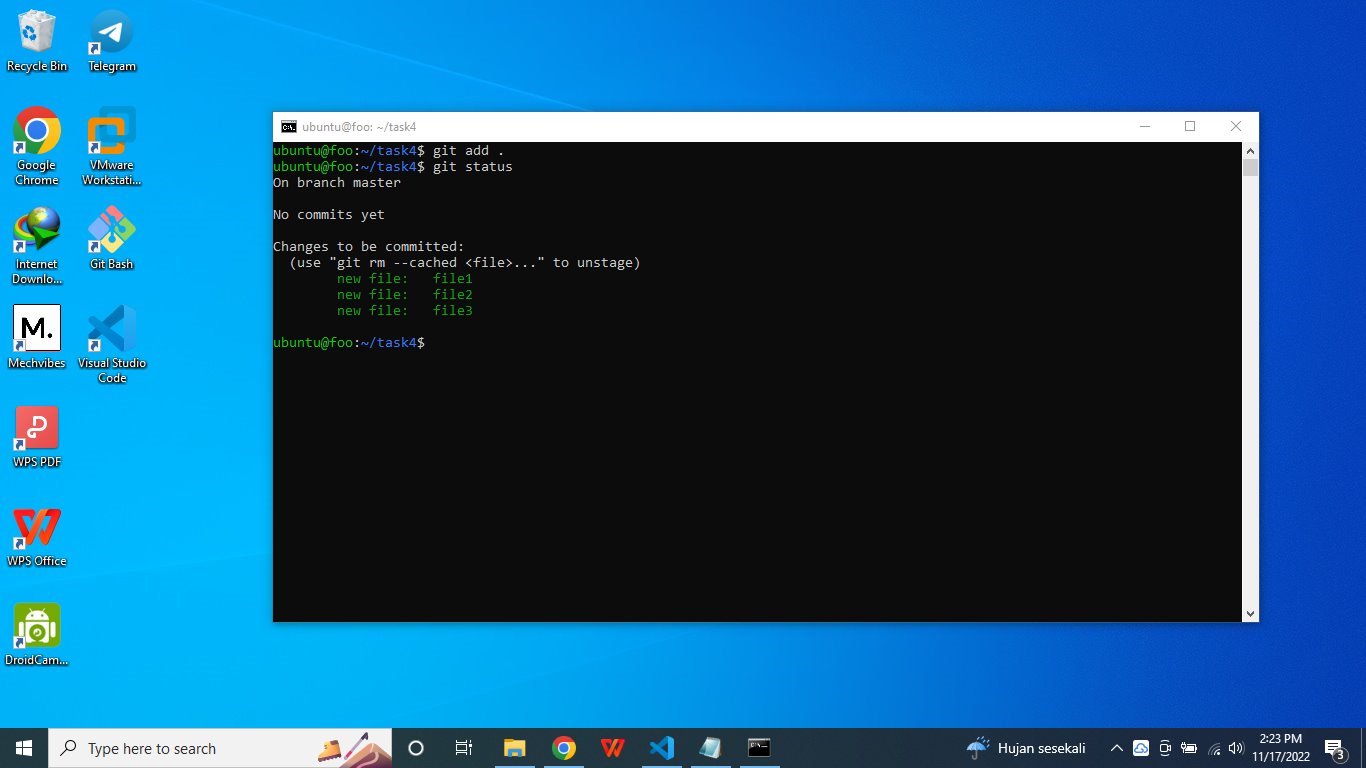 Recycle Bin
Telegram
Google
Chrome
VMware
Workstati...
Internet
Downlo...
Git Bash
M.
Mechvibes
Visual Studio
Code
WPS PDF
WPS Office
DroidCam...
C:\.
ubuntu@foo: ~/task4
ubuntu@foo:~/task4$ git add .
ubuntu@foo:~/task4$ git status
On branch master
No commits yet
Changes to be committed:
  (use "git rm --cached <file>..." to unstage)
        new file:   file1
        new file:   file2
        new file:   file3
ubuntu@foo:~/task4$
Type here to search
Hujan sesekali
2:23 PM
11/17/2022
3